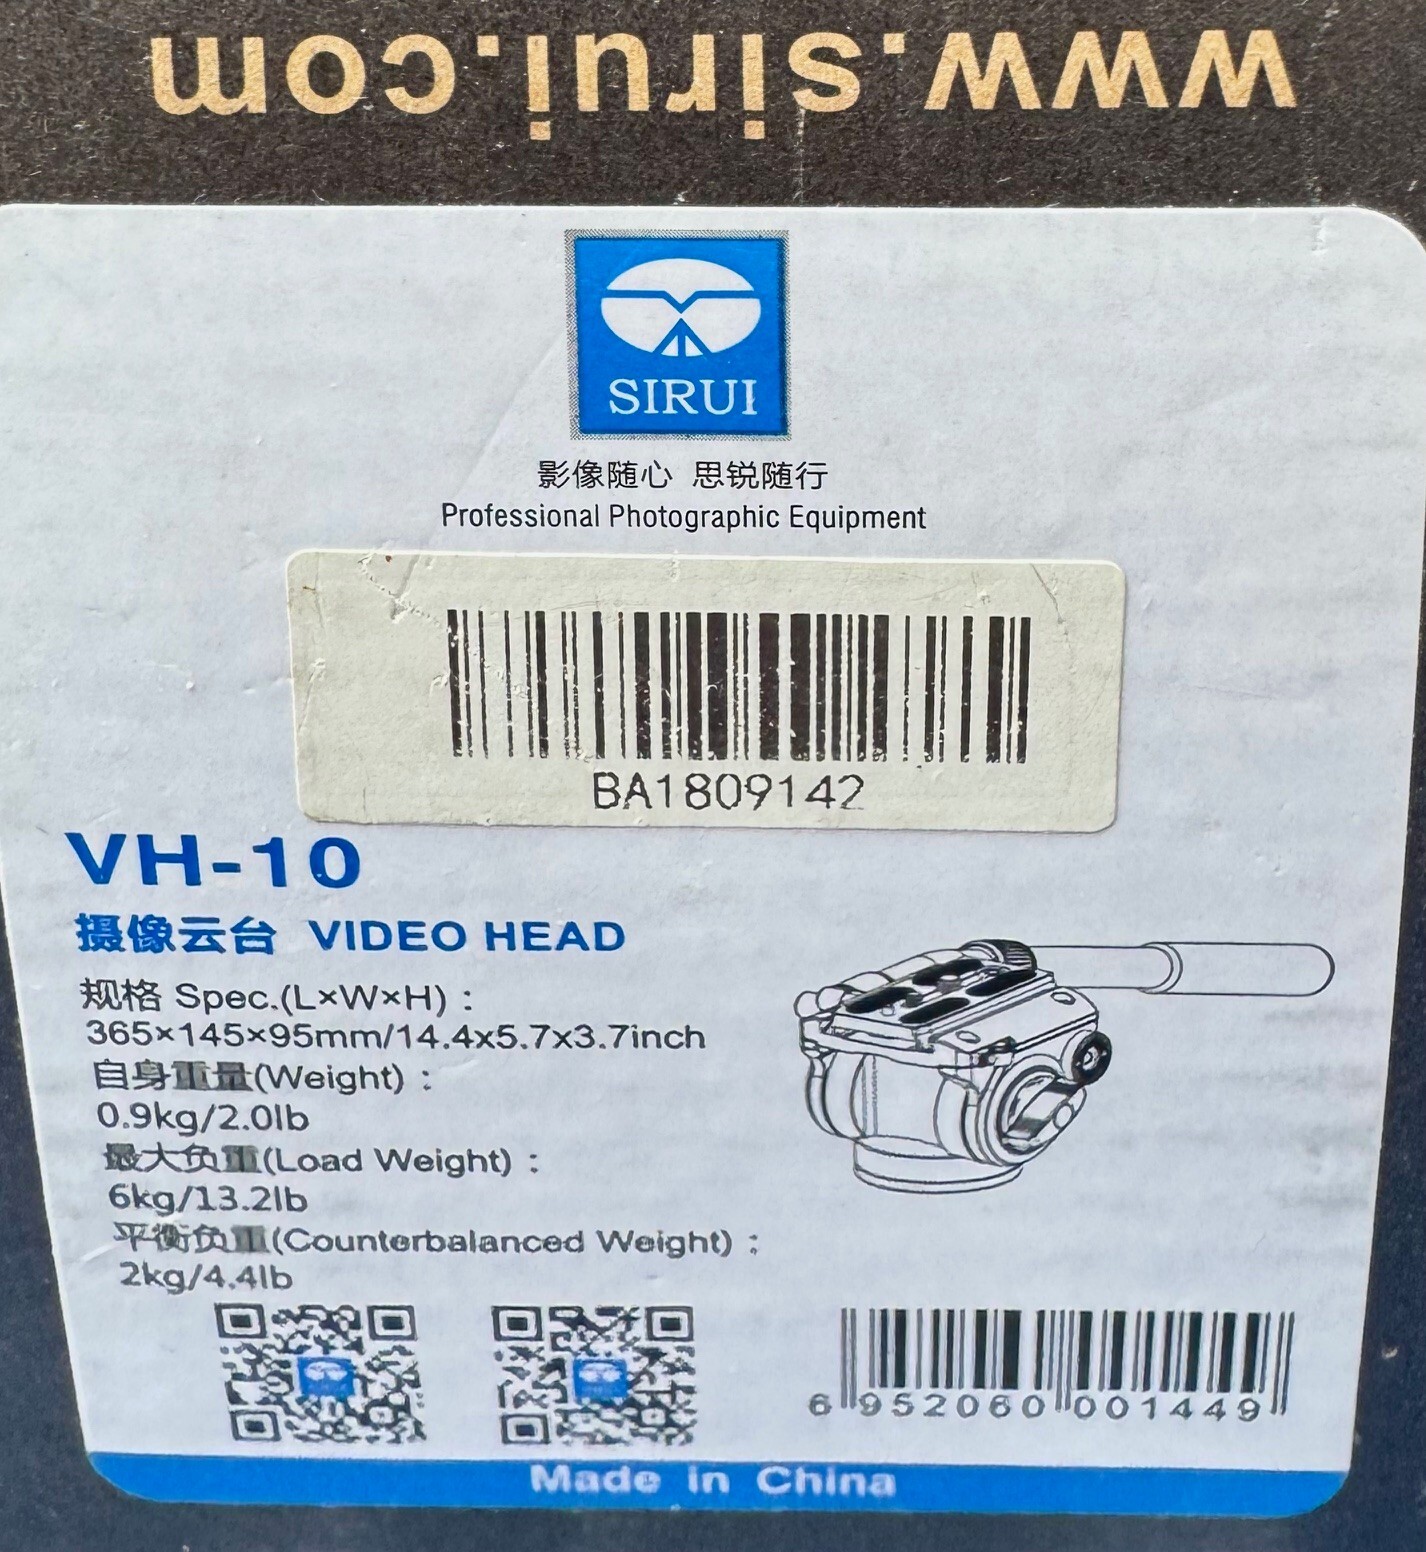 www.sirui.com
SIRUI
影像随心 思锐随行
Professional Photographic Equipment
BA1809142
VH-10
摄像云台 VIDEO HEAD
规格 Spec.(L×W×H)：
365×145×95mm/14.4x5.7x3.7inch
自身重量(Weight)：
0.9kg/2.0lb
最大负重(Load Weight)：
6kg/13.2lb
平衡负重(Counterbalanced Weight)：
2kg/4.4lb
6 952060 001449
Made in China